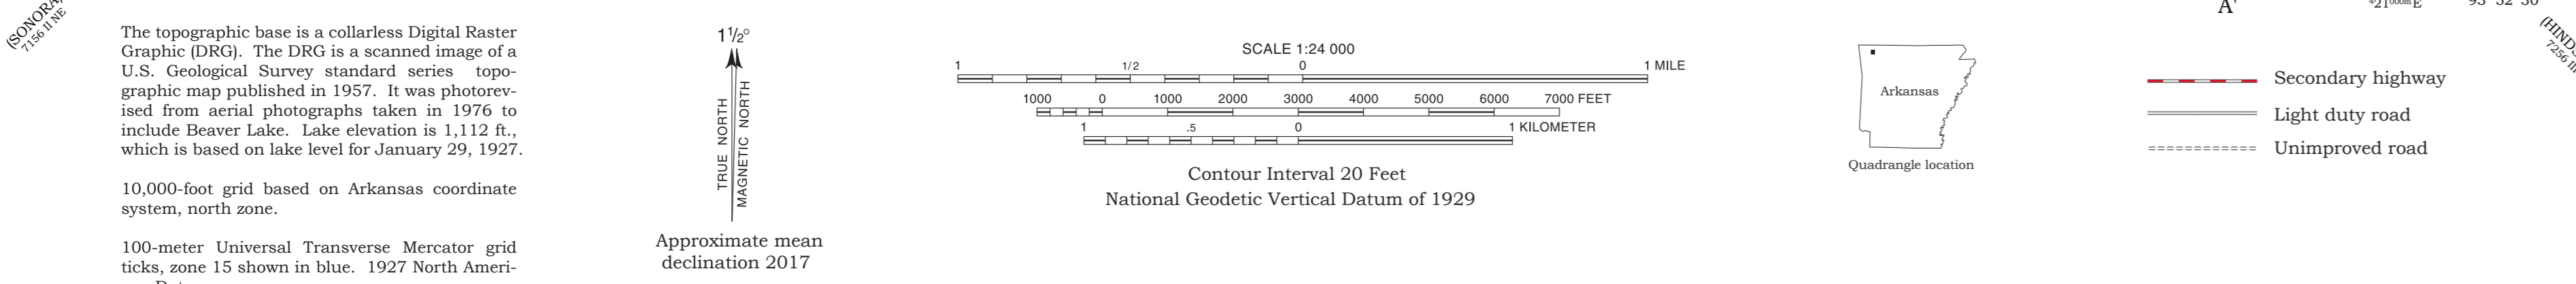 (SONORA)
7156 II NE
The topographic base is a collarless Digital Raster
Graphic (DRG). The DRG is a scanned image of a
U.S. Geological Survey standard series topo-
graphic map published in 1957. It was photorev-
ised from aerial photographs taken in 1976 to
include Beaver Lake. Lake elevation is 1,112 ft.,
which is based on lake level for January 29, 1927.
10,000-foot grid based on Arkansas coordinate
system, north zone.
100-meter Universal Transverse Mercator grid
ticks, zone 15 shown in blue. 1927 North Ameri-
1 1/2°
TRUE NORTH
MAGNETIC NORTH
Approximate mean
declination 2017
SCALE 1:24 000
1 1/2 0 1 MILE
1000 0 1000 2000 3000 4000 5000 6000 7000 FEET
1 .5 0 1 KILOMETER
Contour Interval 20 Feet
National Geodetic Vertical Datum of 1929
Arkansas
Quadrangle location
A'
Secondary highway
Light duty road
Unimproved road